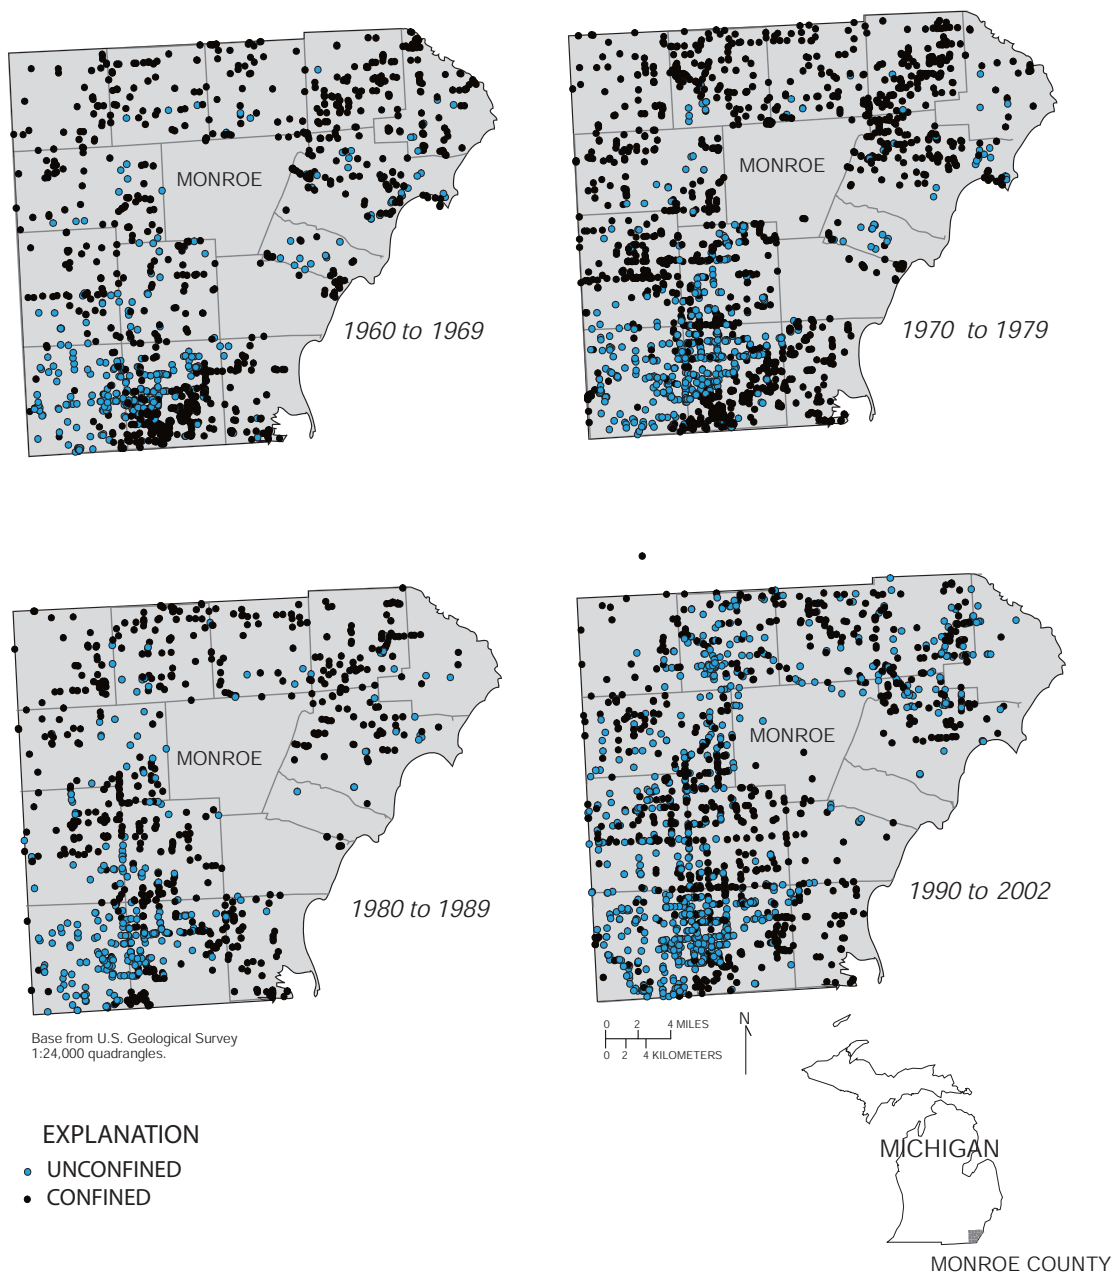 MONROE
1960 to 1969
MONROE
1970 to 1979
MONROE
1980 to 1989
MONROE
1990 to 2002
Base from U.S. Geological Survey
1:24,000 quadrangles.
0 2 4 MILES
0 2 4 KILOMETERS
N
EXPLANATION
UNCONFINED
CONFINED
MICHIGAN
MONROE COUNTY